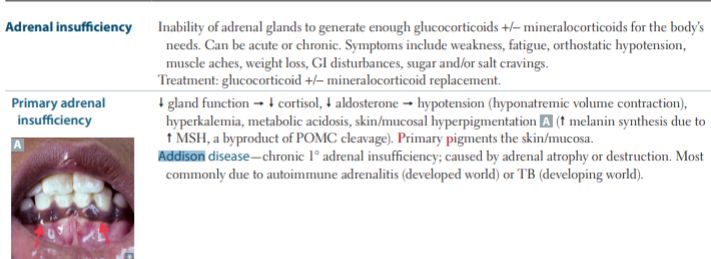 Adrenal insufficiency
Inability of adrenal glands to generate enough glucocorticoids +/− mineralocorticoids for the body's
needs. Can be acute or chronic. Symptoms include weakness, fatigue, orthostatic hypotension,
muscle aches, weight loss, GI disturbances, sugar and/or salt cravings.
Treatment: glucocorticoid +/− mineralocorticoid replacement.
Primary adrenal
insufficiency
A
↓ gland function → ↓ cortisol, ↓ aldosterone → hypotension (hyponatremic volume contraction),
hyperkalemia, metabolic acidosis, skin/mucosal hyperpigmentation A (↑ melanin synthesis due to
↑ MSH, a byproduct of POMC cleavage). Primary pigments the skin/mucosa.
Addison disease—chronic 1° adrenal insufficiency; caused by adrenal atrophy or destruction. Most
commonly due to autoimmune adrenalitis (developed world) or TB (developing world).